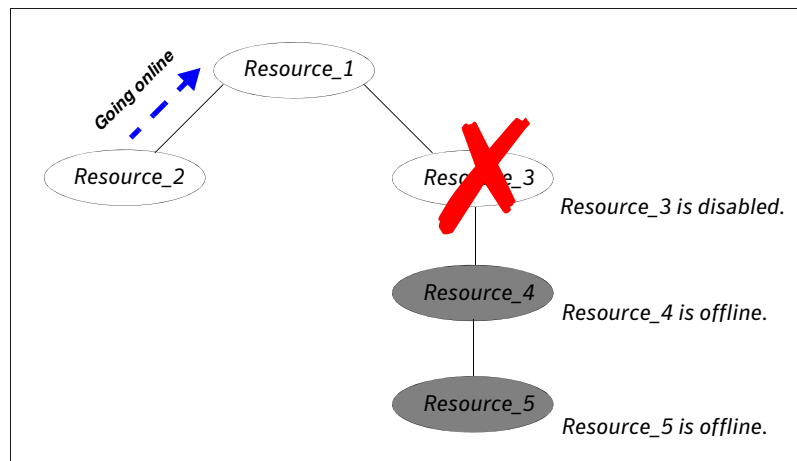 Going online
Resource_1
Resource_2
Resource_3
Resource_3 is disabled.
Resource_4
Resource_4 is offline.
Resource_5
Resource_5 is offline.